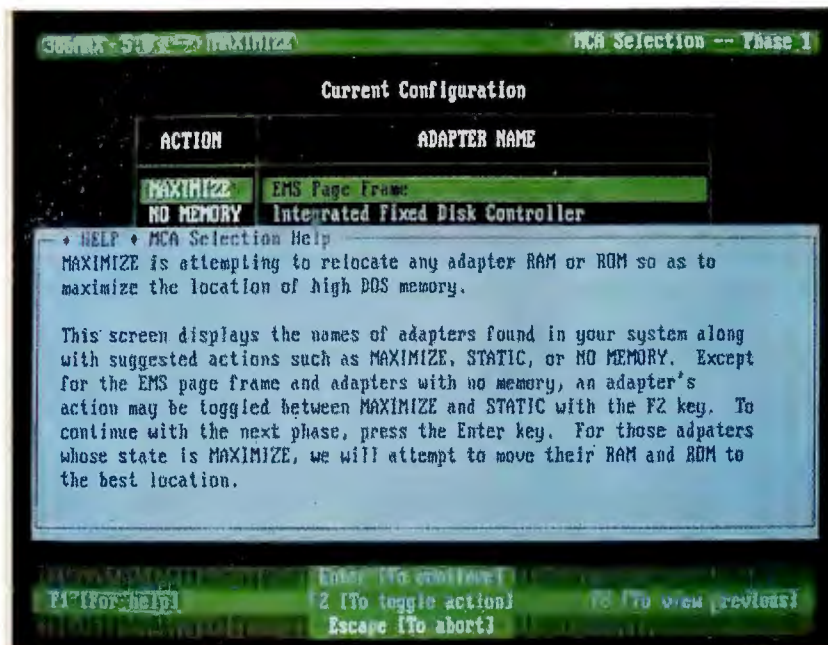 MAXIMIZE
MCA Selection -- Phase 1
Current Configuration
ACTION ADAPTER NAME
MAXIMIZE EMS Page Frame
NO MEMORY Integrated Fixed Disk Controller
♦ HELP ♦ MCA Selection Help
MAXIMIZE is attempting to relocate any adapter RAM or ROM so as to
maximize the location of high DOS memory.
This screen displays the names of adapters found in your system along
with suggested actions such as MAXIMIZE, STATIC, or NO MEMORY. Except
for the EMS page frame and adapters with no memory, an adapter's
action may be toggled between MAXIMIZE and STATIC with the F2 key. To
continue with the next phase, press the Enter key. For those adpaters
whose state is MAXIMIZE, we will attempt to move their RAM and ROM to
the best location.
Enter [To continue]
F1 [For help] F2 [To toggle action] [To view previous]
Escape [To abort]